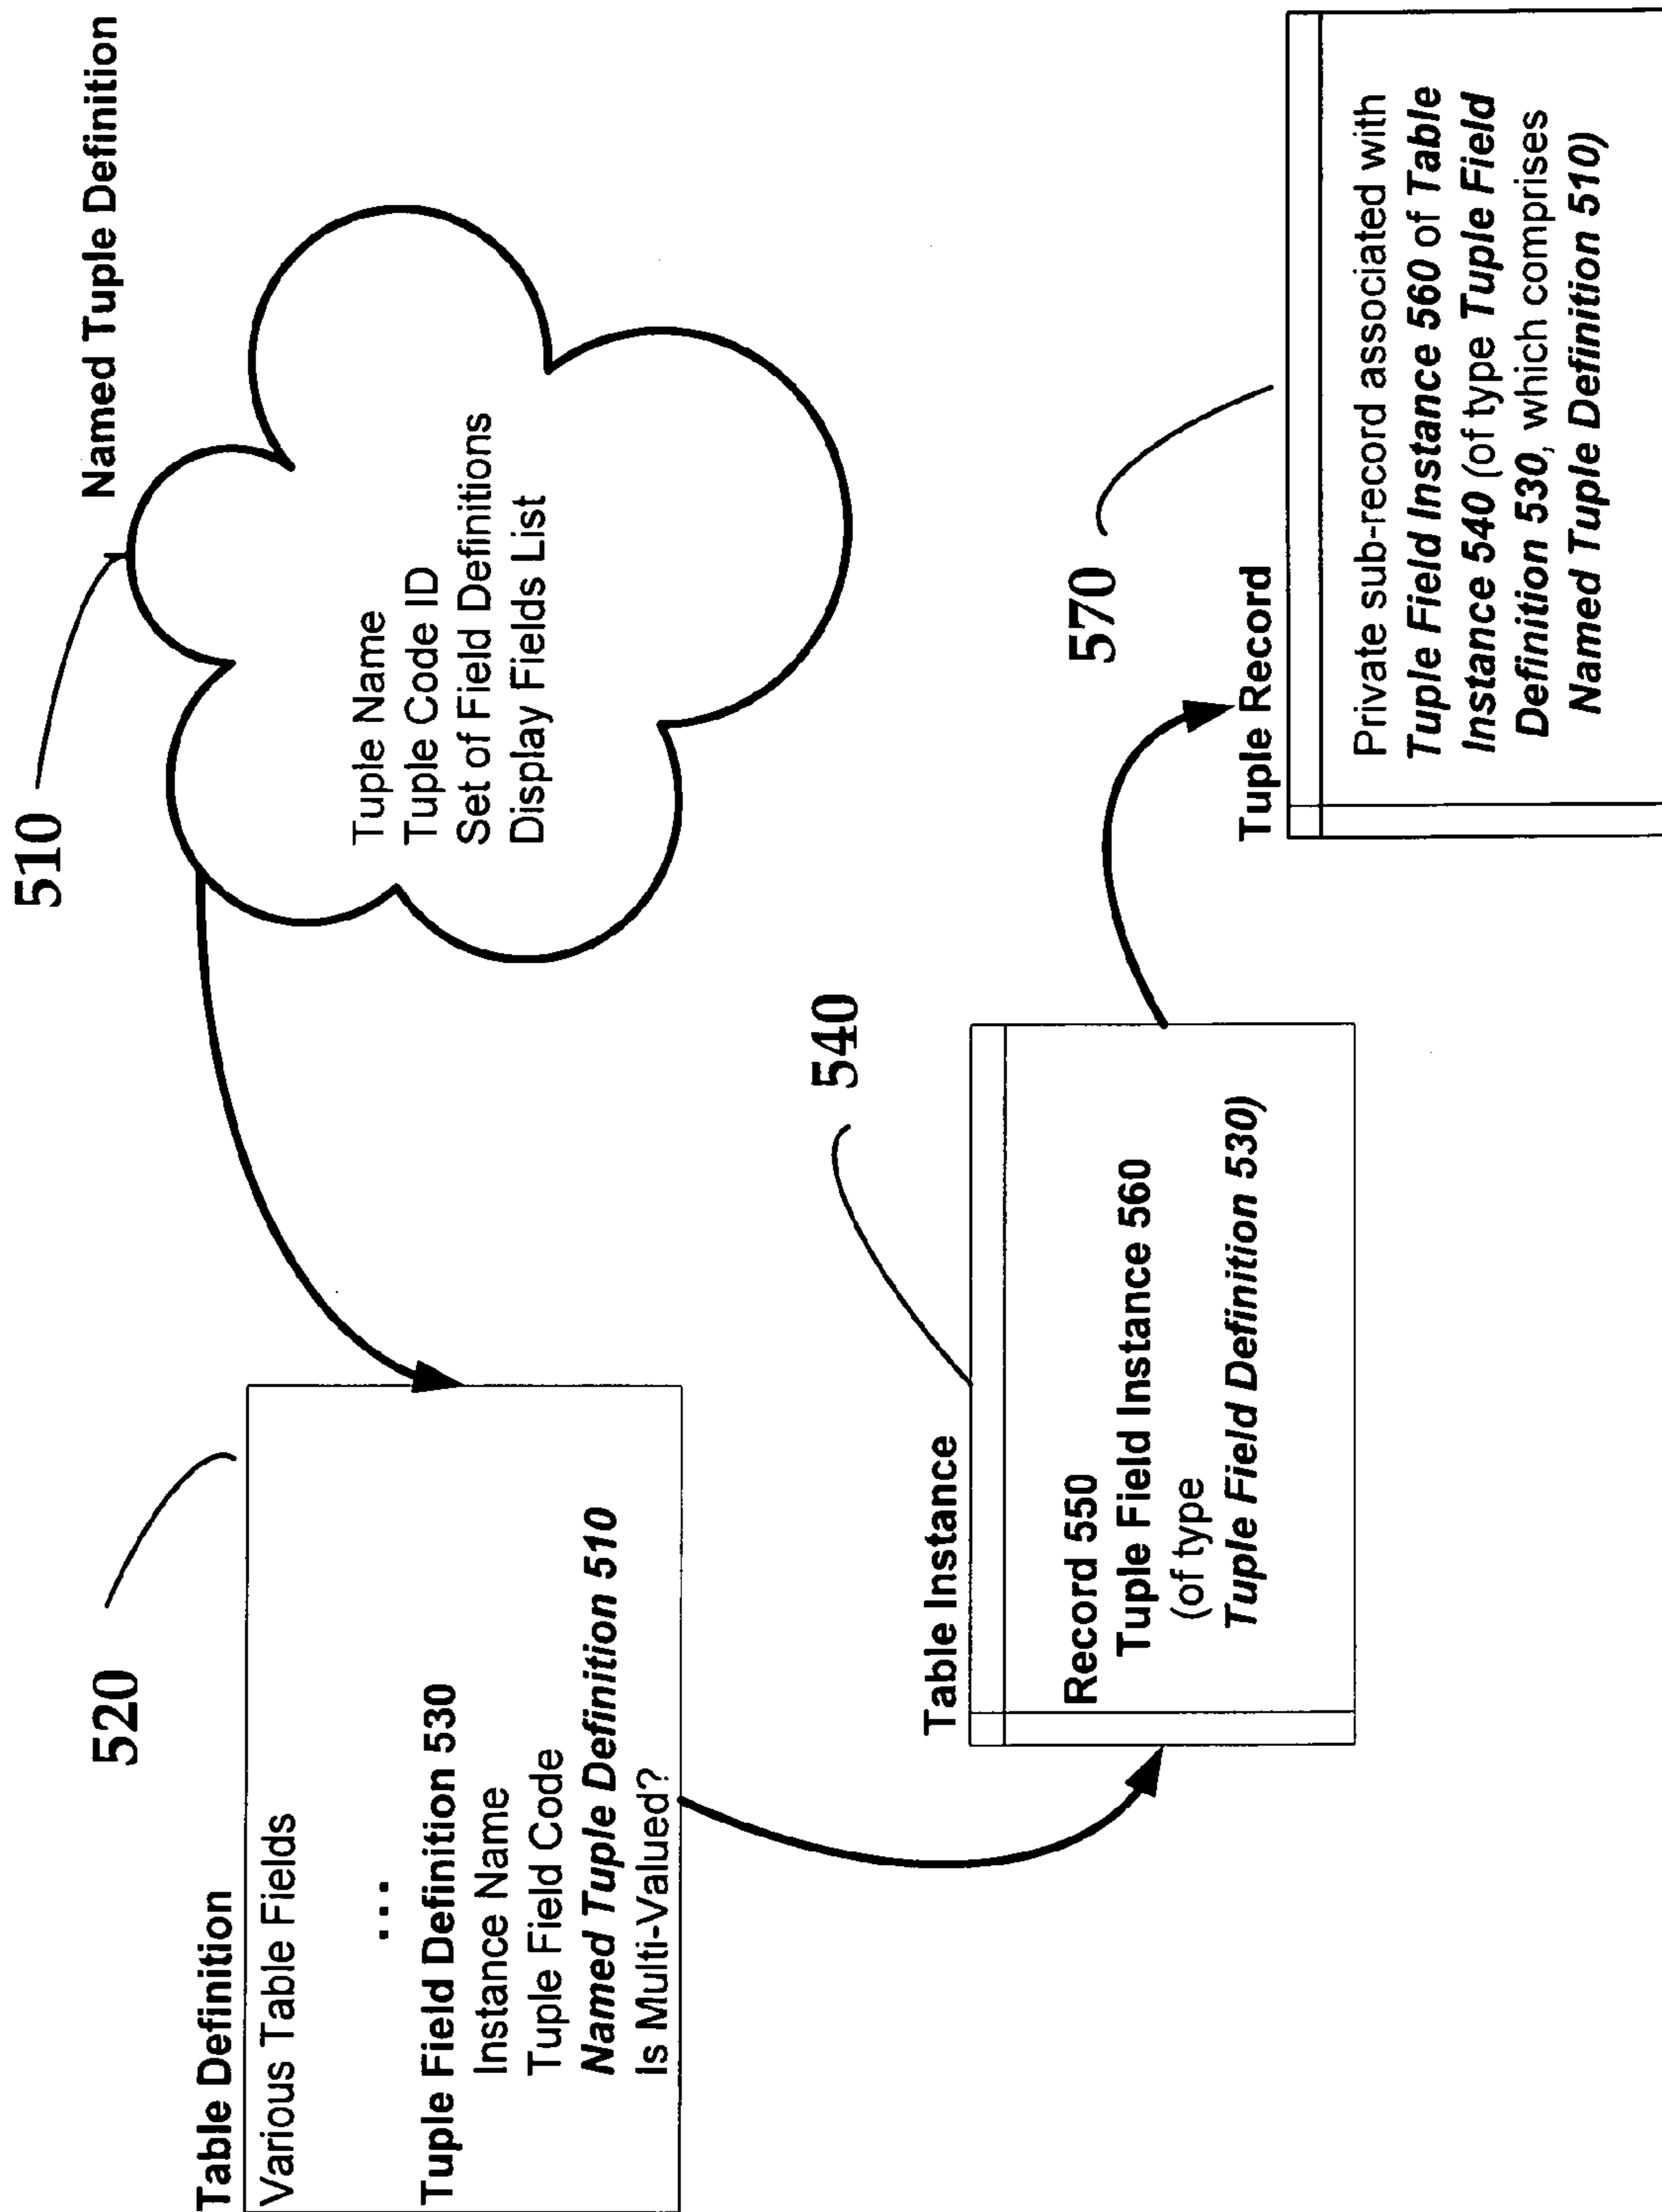 510
Named Tuple Definition
Tuple Name
Tuple Code ID
Set of Field Definitions
Display Fields List
520
Table Definition
Various Table Fields
...
Tuple Field Definition 530
Instance Name
Tuple Field Code
Named Tuple Definition 510
Is Multi-Valued?
540
Table Instance
Record 550
Tuple Field Instance 560
(of type
Tuple Field Definition 530)
570
Tuple Record
Private sub-record associated with
Tuple Field Instance 560 of Table
Instance 540 (of type Tuple Field
Definition 530, which comprises
Named Tuple Definition 510)